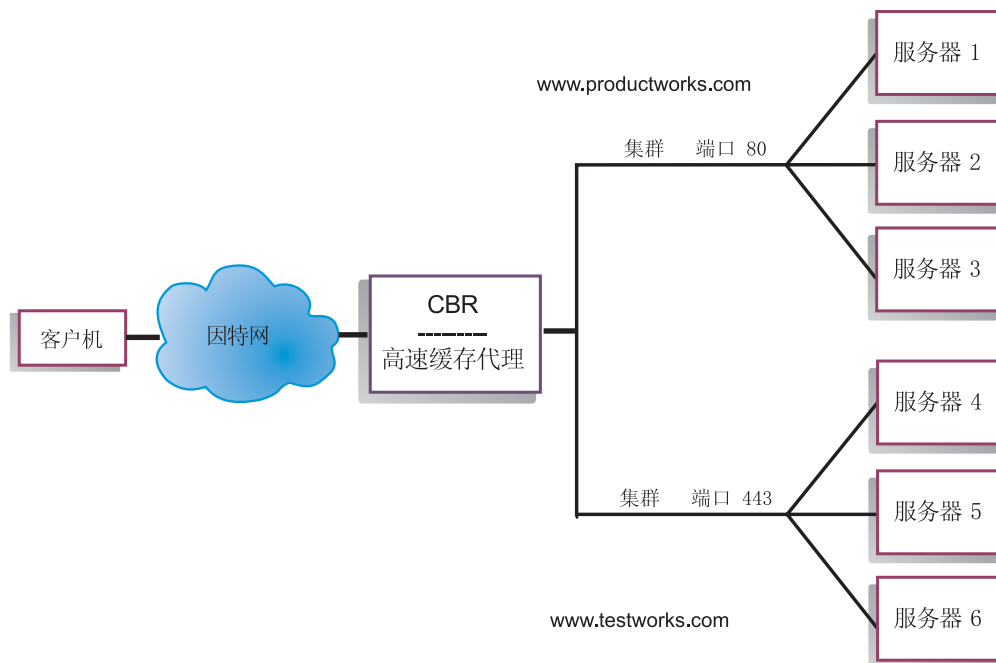 www.productworks.com
集群 端口 80
服务器 1
服务器 2
服务器 3
客户机
因特网
CBR
-------
高速缓存代理
集群 端口 443
www.testworks.com
服务器 4
服务器 5
服务器 6